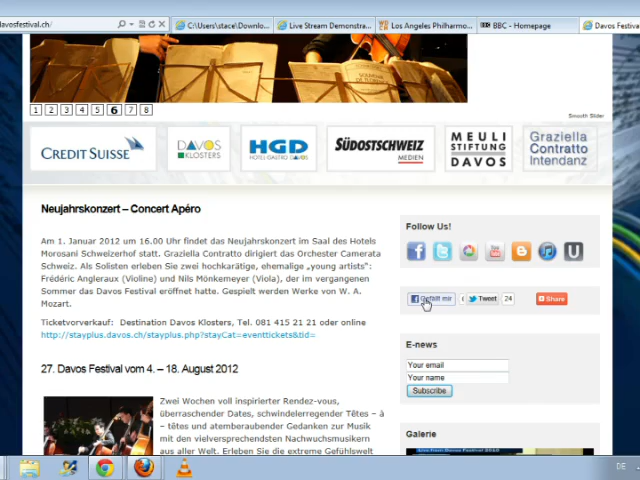 davosfestival.ch/
C:\Users\stace\Downlo...
Live Stream Demonstra...
Los Angeles Philharmo...
BBC - Homepage
Davos Festiva
SOUVENIR
1 2 3 4 5 6 7 8
Smooth Slider
CREDIT SUISSE
DAVOS
KLOSTERS
HGD
HOTEL GASTRO DAVOS
SÜDOSTSCHWEIZ
MEDIEN
MEULI
STIFTUNG
DAVOS
Graziella
Contratto
Intendanz
Neujahrskonzert – Concert Apéro
Am 1. Januar 2012 um 16.00 Uhr findet das Neujahrskonzert im Saal des Hotels
Morosani Schweizerhof statt. Graziella Contratto dirigiert das Orchester Camerata
Schweiz. Als Solisten erleben Sie zwei hochkarätige, ehemalige „young artists":
Frédéric Angleraux (Violine) und Nils Mönkemeyer (Viola), der im vergangenen
Sommer das Davos Festival eröffnet hatte. Gespielt werden Werke von W. A.
Mozart.
Ticketvorverkauf: Destination Davos Klosters, Tel. 081 415 21 21 oder online
http://stayplus.davos.ch/stayplus.php?stayCat=eventtickets&tid=
27. Davos Festival vom 4. – 18. August 2012
Zwei Wochen voll inspirierter Rendez-vous,
überraschender Dates, schwindelerregender Têtes – à
– têtes und atemberaubender Gedanken zur Musik
mit den vielversprechendsten Nachwuchsmusikern
aus aller Welt. Erleben Sie die extreme Gefühlswelt
Follow Us!
You
Tube
Gefällt mir
Tweet
24
Share
E-news
Your email
Your name
Subscribe
Galerie
DE